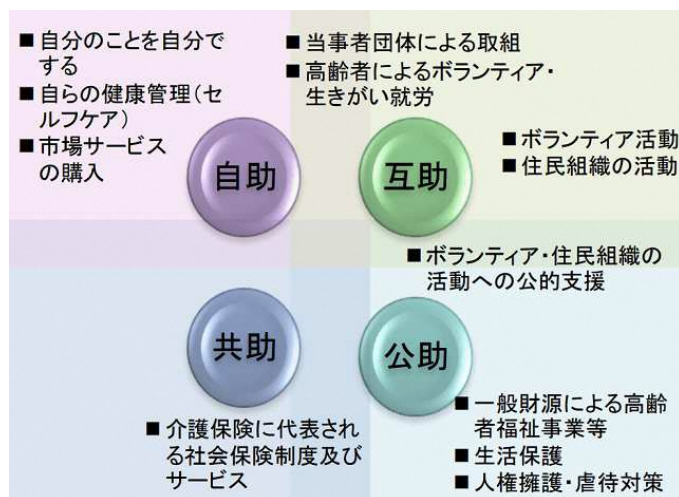 ■自分のことを自分で
する
■自らの健康管理(セ
ルフケア)
■市場サービス
の購入
■当事者団体による取組
■高齢者によるボランティア・
生きがい就労
■ボランティア活動
■住民組織の活動
自助
互助
■ボランティア・住民組織の
活動への公的支援
共助
公助
■介護保険に代表され
る社会保険制度及び
サービス
■一般財源による高齢
者福祉事業等
■生活保護
■人権擁護・虐待対策